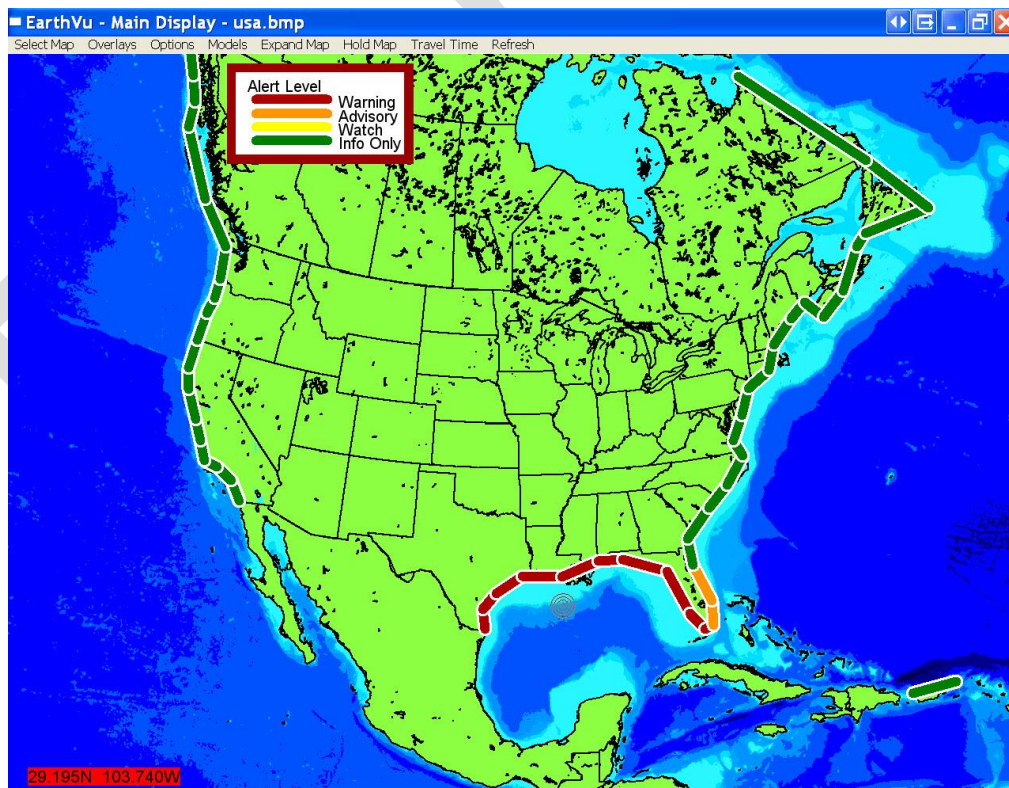 EarthVu - Main Display - usa.bmp
Select Map Overlays Options Models Expand Map Hold Map Travel Time Refresh
Alert Level
Warning
Advisory
Watch
Info Only
29.195N 103.740W